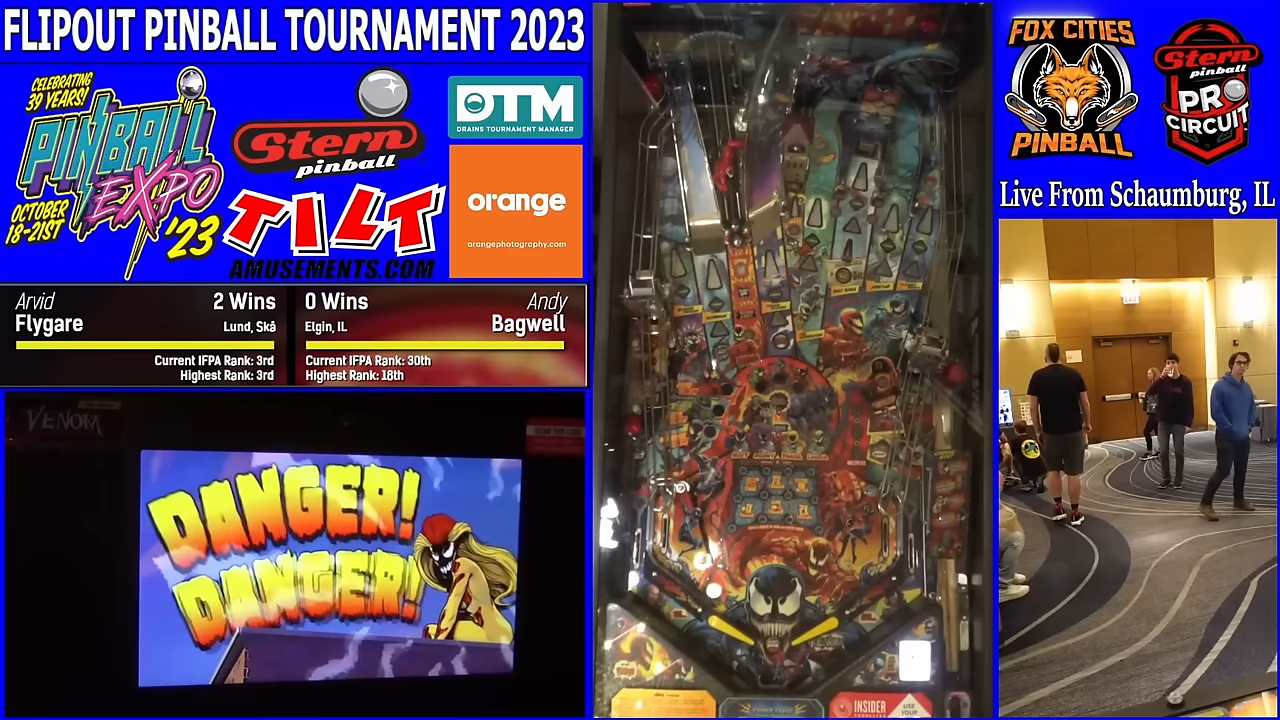 FLIPOUT PINBALL TOURNAMENT 2023
CELEBRATING
39 YEARS!
PINBALL
EXPO
OCTOBER
18-21ST
'23
Stern
pinball
TILT
AMUSEMENTS.COM
DTM
DRAINS TOURNAMENT MANAGER
orange
orangephotography.com
Arvid
Flygare
2 Wins
Lund, Skå
Current IFPA Rank: 3rd
Highest Rank: 3rd
0 Wins
Elgin, IL
Andy
Bagwell
Current IFPA Rank: 30th
Highest Rank: 18th
VENOM
DANGER!
DANGER!
INSIDER
CONNECTED
USE
YOUR
FOX CITIES
PINBALL
Stern
pinball
PRO
CIRCUIT
Live From Schaumburg, IL